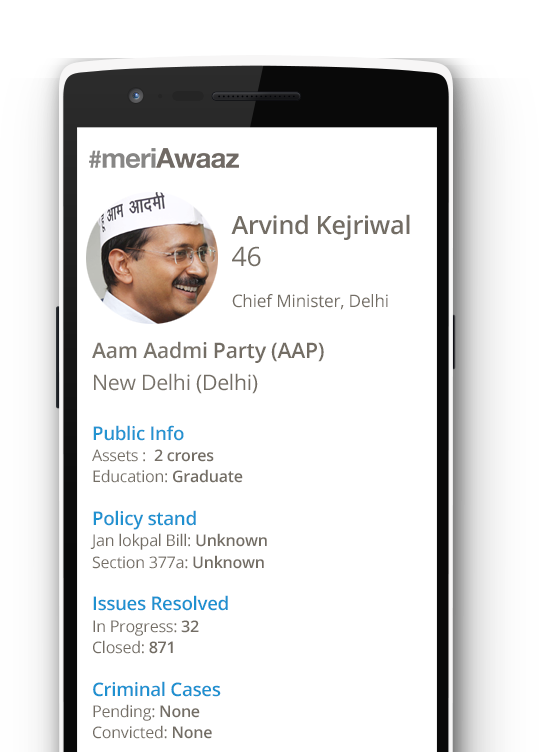 #meriAwaaz
आम आदमी
Arvind Kejriwal
46
Chief Minister, Delhi
Aam Aadmi Party (AAP)
New Delhi (Delhi)
Public Info
Assets : 2 crores
Education: Graduate
Policy stand
Jan lokpal Bill: Unknown
Section 377a: Unknown
Issues Resolved
In Progress: 32
Closed: 871
Criminal Cases
Pending: None
Convicted: None